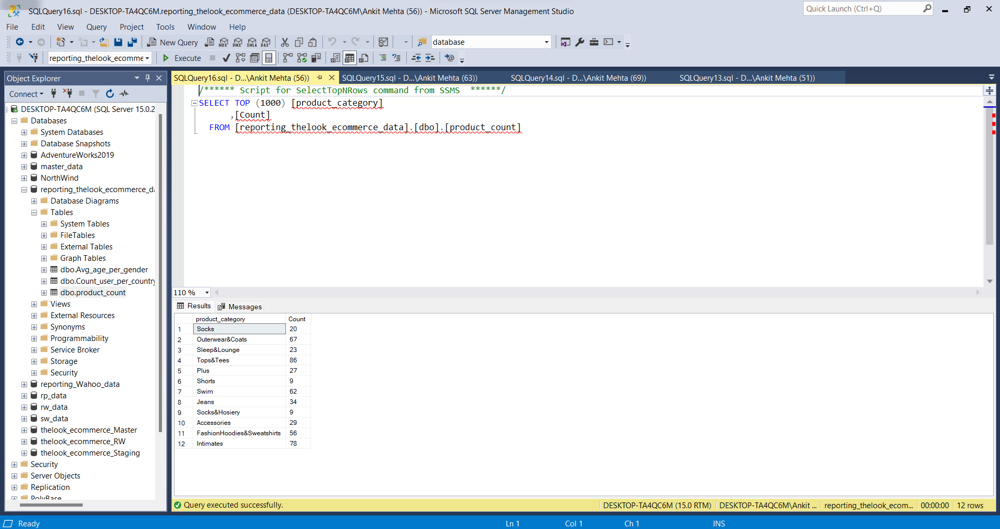 SQLQuery16.sql - DESKTOP-TA4QC6M.reporting_thelook_ecommerce_data (DESKTOP-TA4QC6M\Ankit Mehta (56)) - Microsoft SQL Server Management Studio
Quick Launch (Ctrl+Q)
File Edit View Query Project Tools Window Help
New Query
MDX DMX XMLA DAX
database
reporting_thelook_ecomme
Execute
Object Explorer
SQLQuery16.sql - D...\Ankit Mehta (56))
SQLQuery15.sql - D...\Ankit Mehta (63))
SQLQuery14.sql - D...\Ankit Mehta (69))
SQLQuery13.sql - D...\Ankit Mehta (51))
Connect
DESKTOP-TA4QC6M (SQL Server 15.0.2
Databases
System Databases
Database Snapshots
AdventureWorks2019
master_data
NorthWind
reporting_thelook_ecommerce_da
Database Diagrams
Tables
System Tables
FileTables
External Tables
Graph Tables
dbo.Avg_age_per_gender
dbo.Count_user_per_country
dbo.product_count
Views
External Resources
Synonyms
Programmability
Service Broker
Storage
Security
reporting_Wahoo_data
rp_data
rw_data
sw_data
thelook_ecommerce_Master
thelook_ecommerce_RW
thelook_ecommerce_Staging
Security
Server Objects
Replication
PolyBase
/****** Script for SelectTopNRows command from SSMS  ******/
SELECT TOP (1000) [product_category]
,[Count]
FROM [reporting_thelook_ecommerce_data].[dbo].[product_count]
110 %
Results Messages
product_category Count
1 Socks 20
2 Outerwear&Coats 67
3 Sleep&Lounge 23
4 Tops&Tees 86
5 Plus 27
6 Shorts 9
7 Swim 62
8 Jeans 34
9 Socks&Hosiery 9
10 Accessories 29
11 FashionHoodies&Sweatshirts 56
12 Intimates 78
Query executed successfully.
DESKTOP-TA4QC6M (15.0 RTM)
DESKTOP-TA4QC6M\Ankit ...
reporting_thelook_ecom...
00:00:00
12 rows
Ready
Ln 1
Col 1
Ch 1
INS